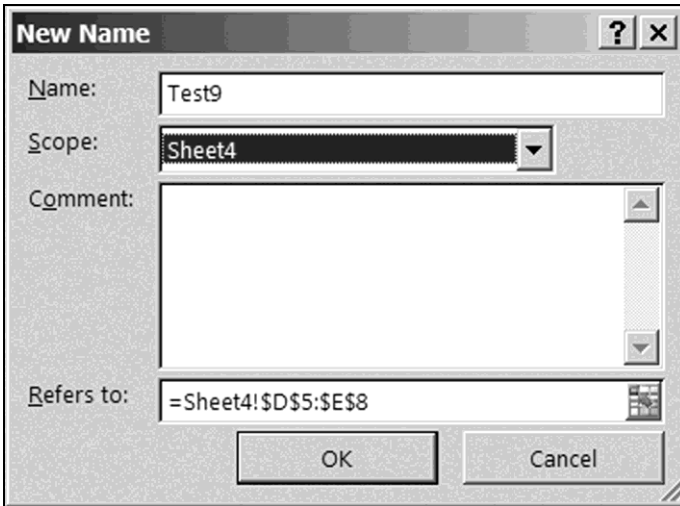 New Name
Name: Test9
Scope: Sheet4
Comment:
Refers to: =Sheet4!$D$5:$E$8
OK Cancel